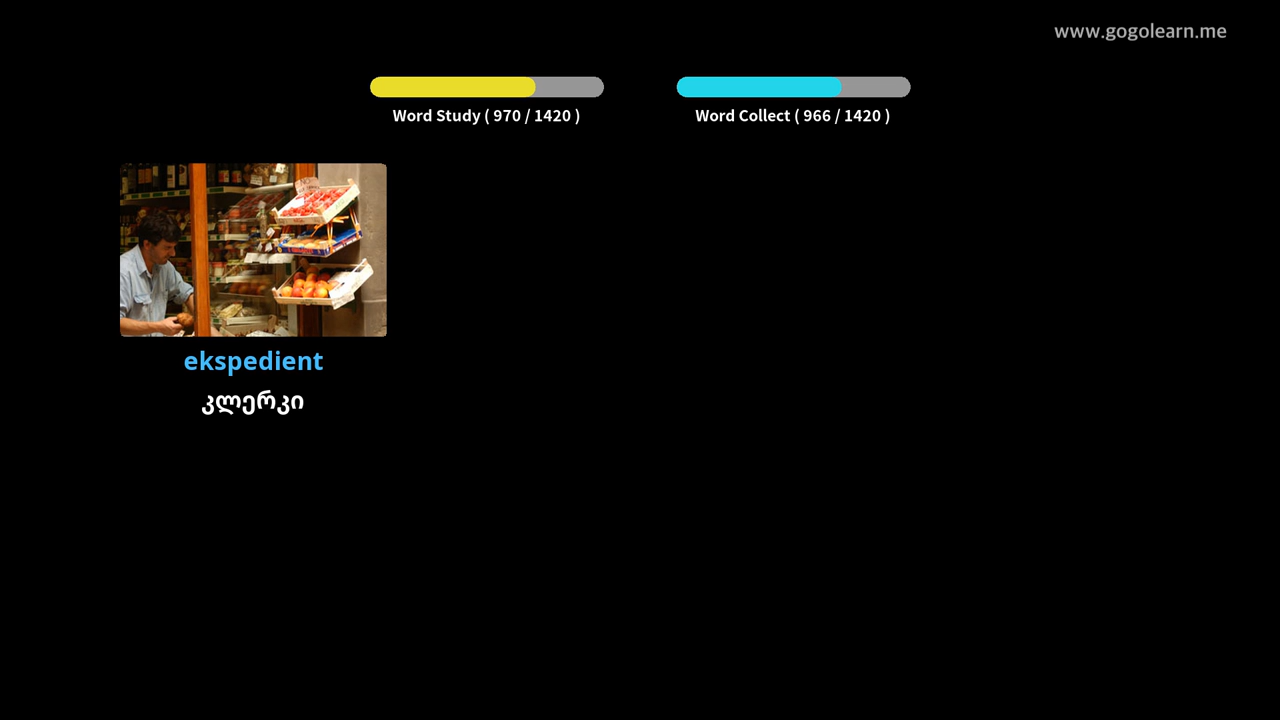 www.gogolearn.me
Word Study ( 970 / 1420 )
Word Collect ( 966 / 1420 )
ekspedient
კლერკი